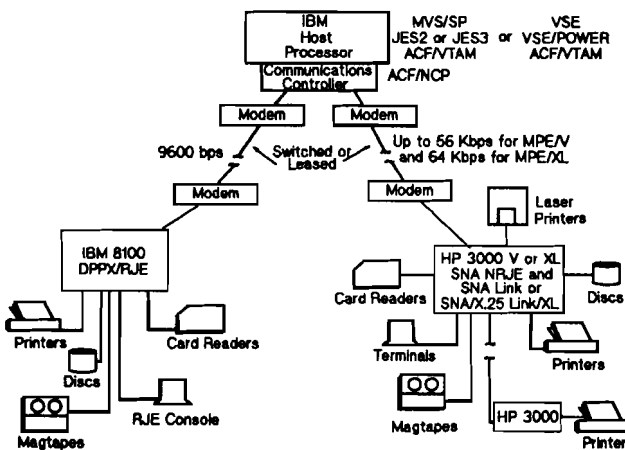 IBM
Host
Processor
MVS/SP
JES2 or JES3
ACF/VTAM
or
VSE
VSE/POWER
ACF/VTAM
Communications
Controller
ACF/NCP
Modem
Modem
9600 bps
Switched or
Leased
Up to 56 Kbps for MPE/V
and 64 Kbps for MPE/XL
Modem
Modem
Laser
Printers
IBM 8100
DPPX/RJE
HP 3000 V or XL
SNA NRJE and
SNA Link or
SNA/X.25 Link/XL
Card Readers
Discs
Printers
Card Readers
Discs
Terminals
Printers
RJE Console
Magtapes
Magtapes
HP 3000
Printer